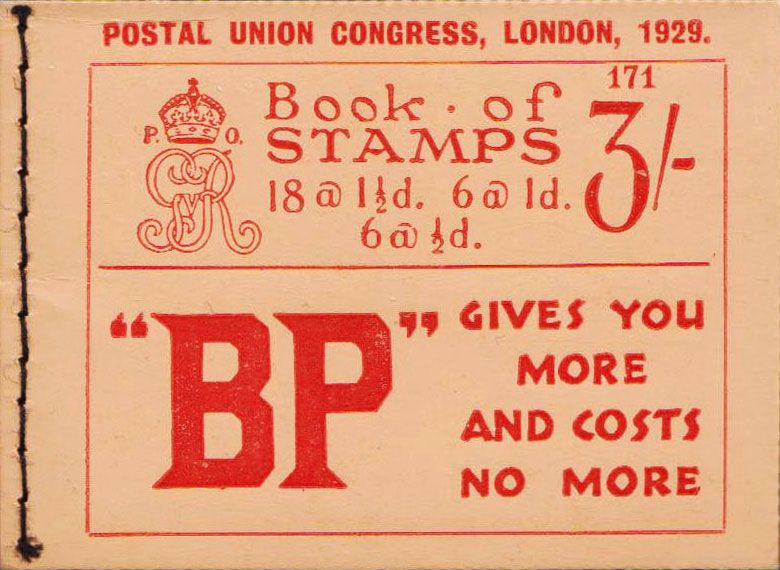 POSTAL UNION CONGRESS, LONDON, 1929.
171
P. O.
GRV
Book · of
STAMPS
3/-
18 @ 1½d. 6 @ 1d.
6 @ ½d.
"BP"
GIVES YOU
MORE
AND COSTS
NO MORE